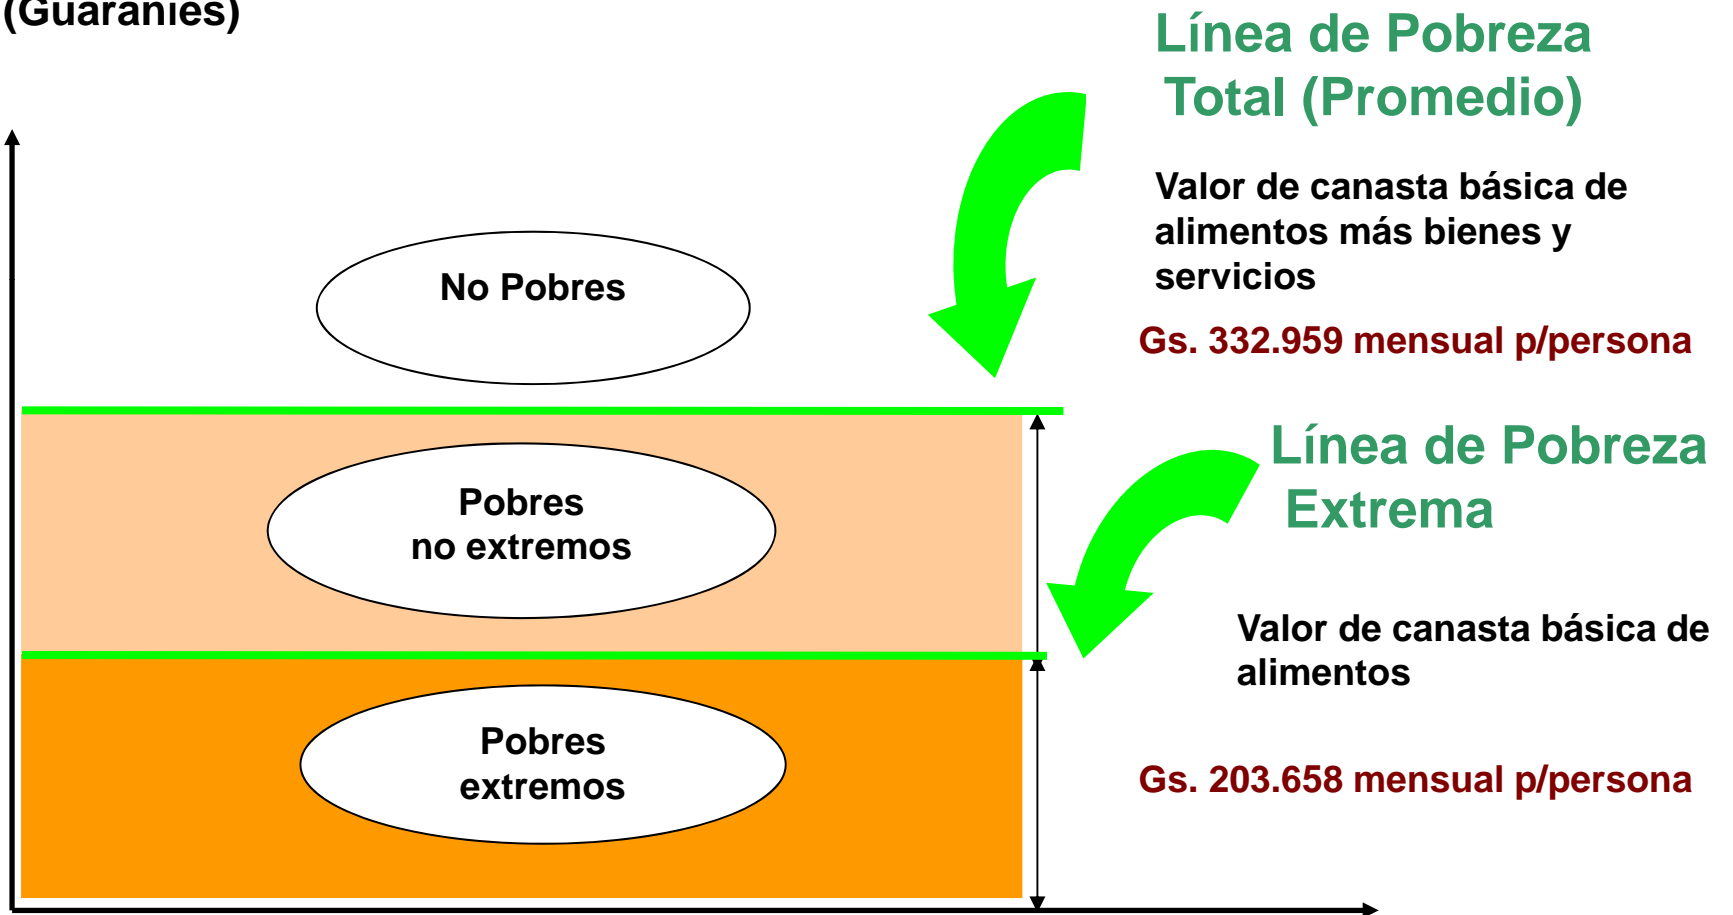 (Guaraníes)
Línea de Pobreza
Total (Promedio)
Valor de canasta básica de
alimentos más bienes y
servicios
Gs. 332.959 mensual p/persona
No Pobres
Línea de Pobreza
Extrema
Pobres
no extremos
Valor de canasta básica de
alimentos
Gs. 203.658 mensual p/persona
Pobres
extremos